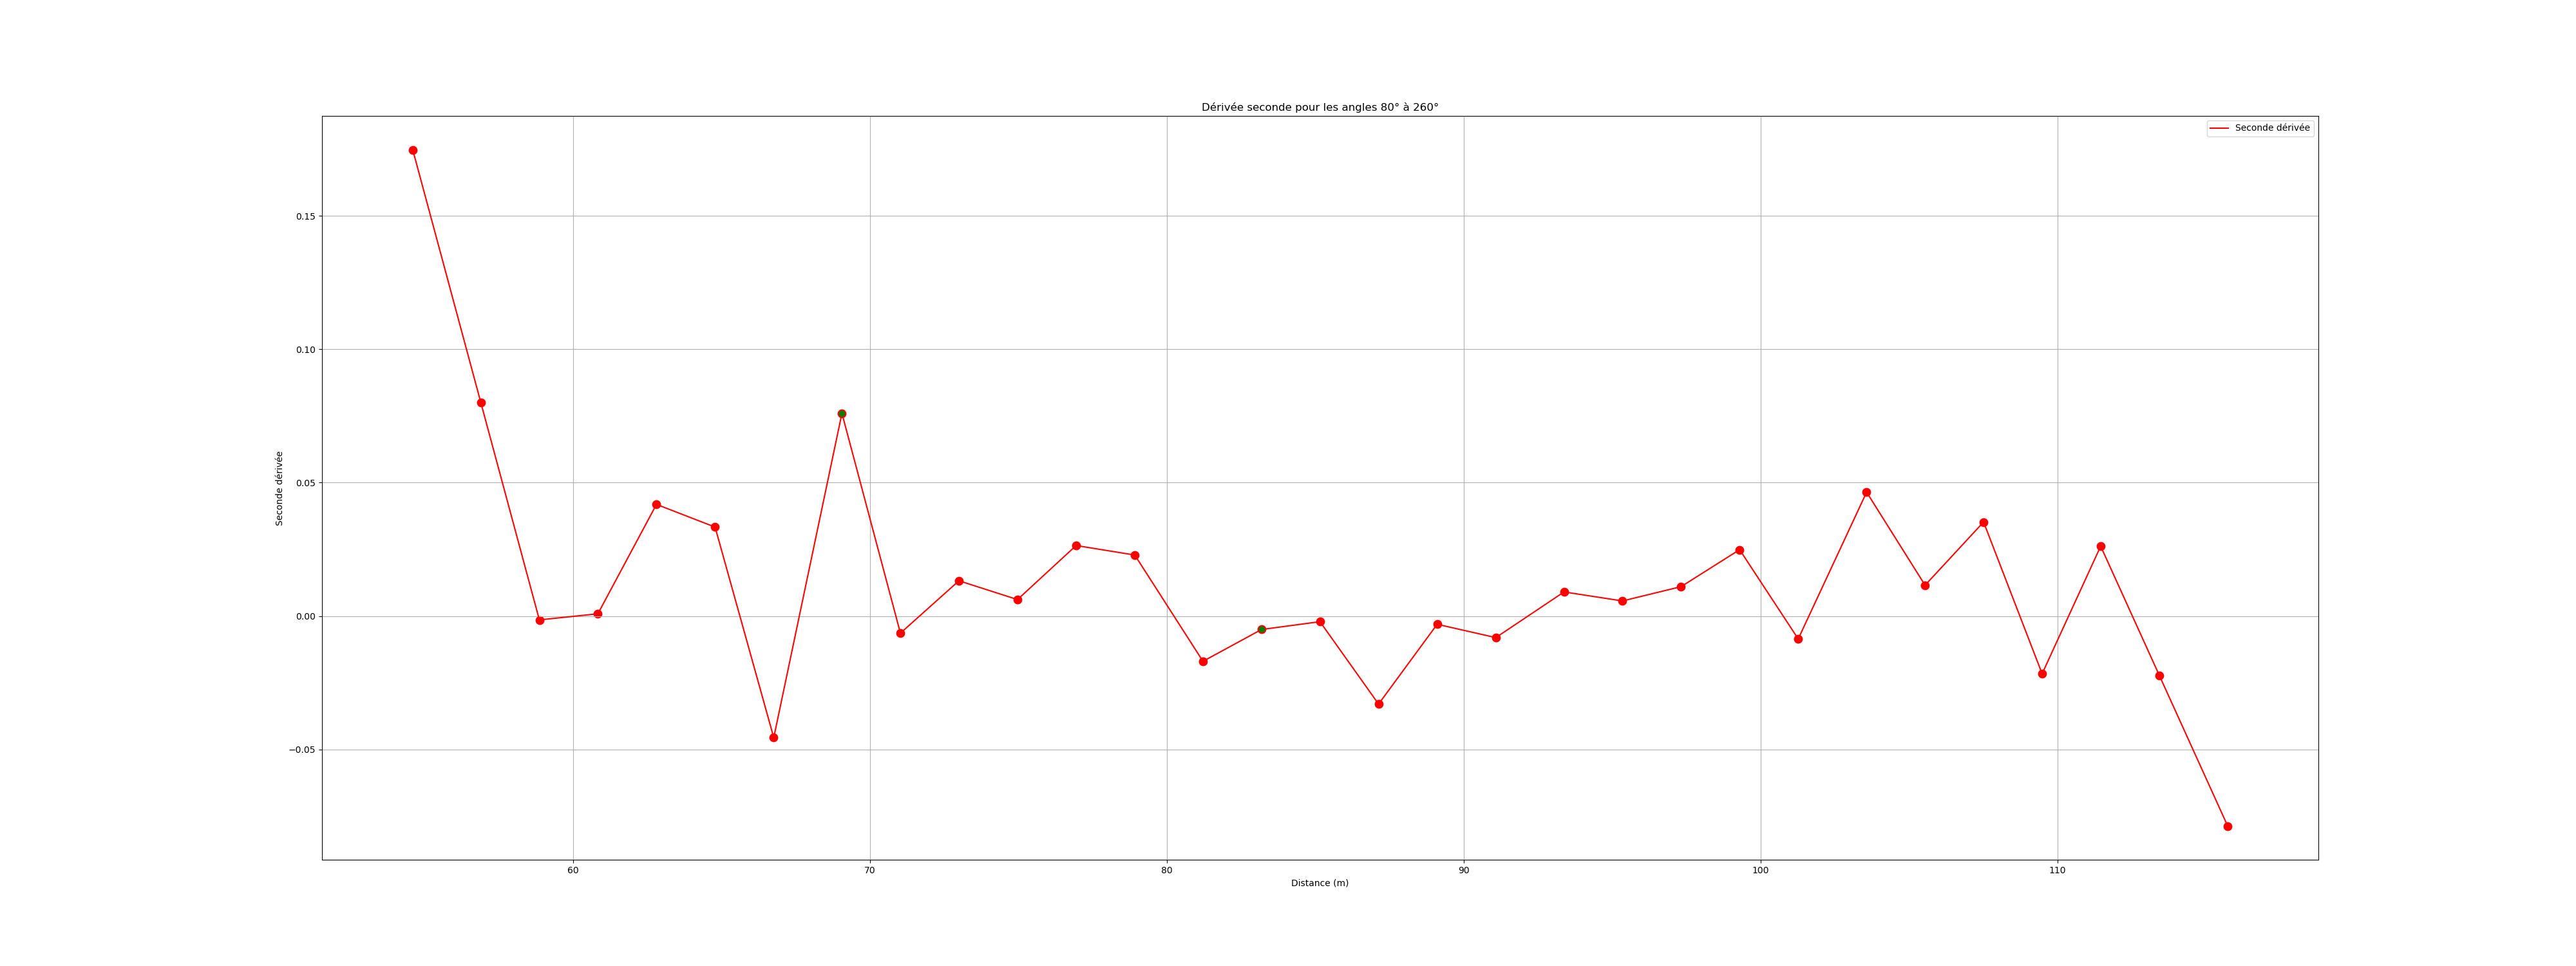 Dérivée seconde pour les angles 80° à 260°
Seconde dérivée
0.15
0.10
0.05
0.00
−0.05
Seconde dérivée
60
70
80
90
100
110
Distance (m)